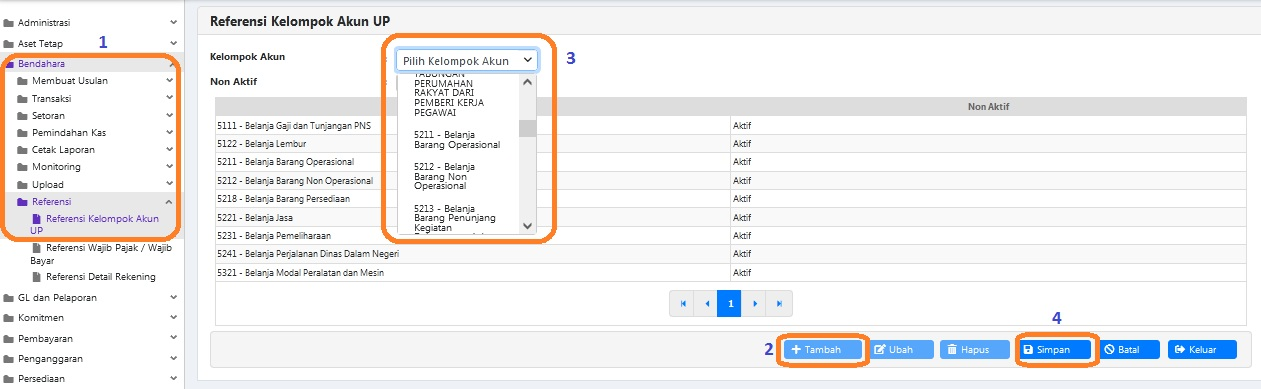 Administrasi
Aset Tetap
1
Bendahara
Membuat Usulan
Transaksi
Setoran
Pemindahan Kas
Cetak Laporan
Monitoring
Upload
Referensi
Referensi Kelompok Akun
UP
Referensi Wajib Pajak / Wajib
Bayar
Referensi Detail Rekening
GL dan Pelaporan
Komitmen
Pembayaran
Penganggaran
Persediaan
Referensi Kelompok Akun UP
Kelompok Akun
Pilih Kelompok Akun
3
Non Aktif
TABUNGAN
PERUMAHAN
RAKYAT DARI
PEMBERI KERJA
PEGAWAI
5211 - Belanja
Barang Operasional
5212 - Belanja
Barang Non
Operasional
5213 - Belanja
Barang Penunjang
Kegiatan
Non Aktif
5111 - Belanja Gaji dan Tunjangan PNS Aktif
5122 - Belanja Lembur Aktif
5211 - Belanja Barang Operasional Aktif
5212 - Belanja Barang Non Operasional Aktif
5218 - Belanja Barang Persediaan Aktif
5221 - Belanja Jasa Aktif
5231 - Belanja Pemeliharaan Aktif
5241 - Belanja Perjalanan Dinas Dalam Negeri Aktif
5321 - Belanja Modal Peralatan dan Mesin Aktif
1
4
2
Tambah Ubah Hapus Simpan Batal Keluar